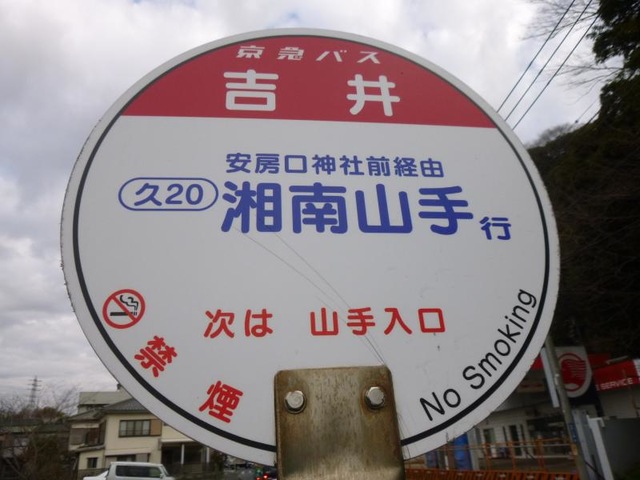 京急バス
吉井
安房口神社前経由
久20 湘南山手行
次は 山手入口
禁煙
No Smoking
SERVICE